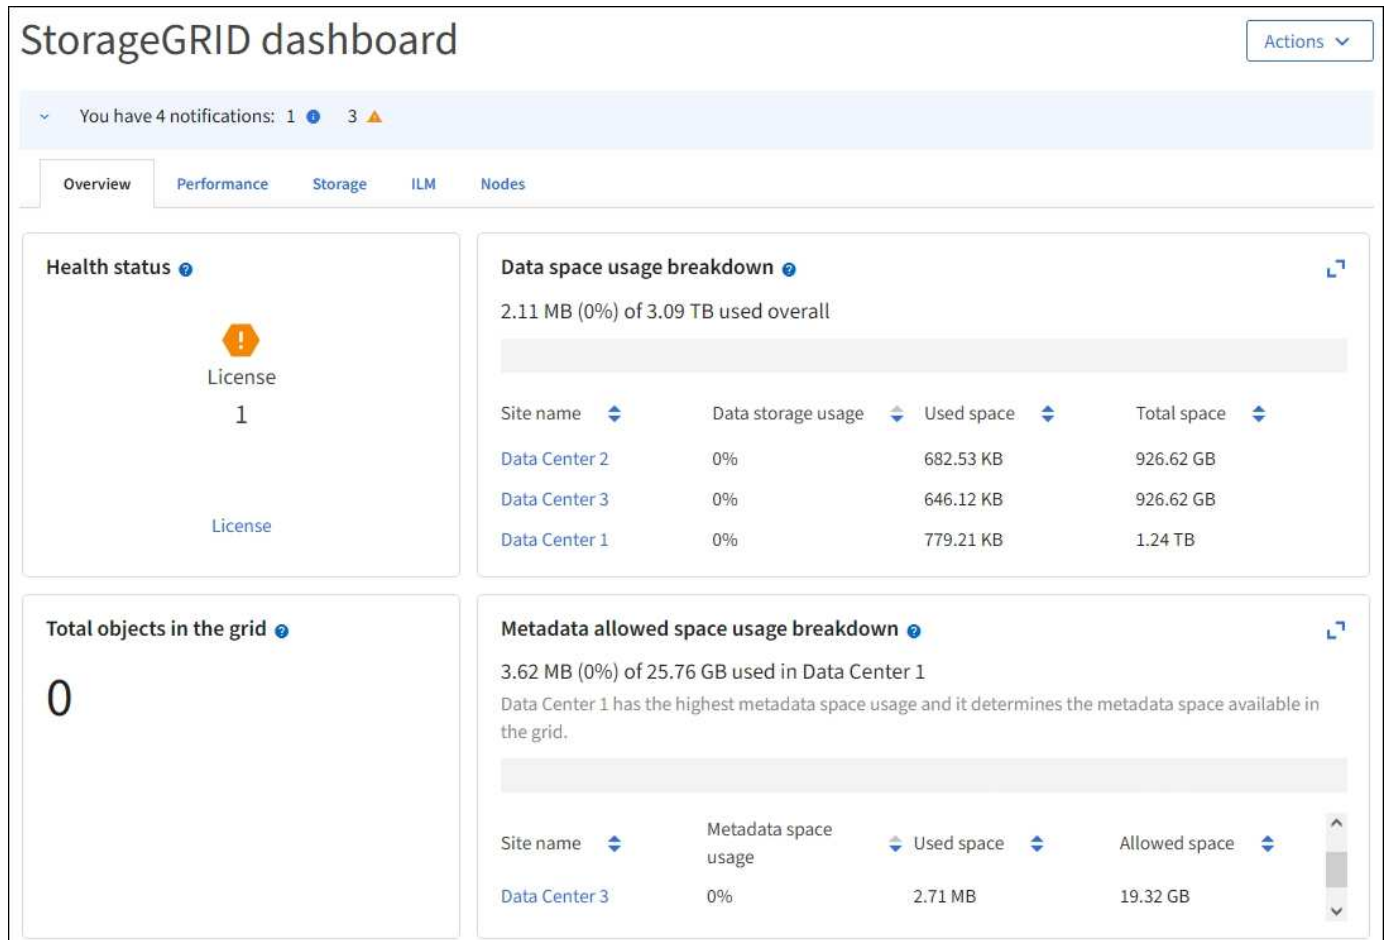 StorageGRID dashboard
Actions
You have 4 notifications: 1 3
Overview Performance Storage ILM Nodes
Health status
License
1
License
Data space usage breakdown
2.11 MB (0%) of 3.09 TB used overall
Site name Data storage usage Used space Total space
Data Center 2 0% 682.53 KB 926.62 GB
Data Center 3 0% 646.12 KB 926.62 GB
Data Center 1 0% 779.21 KB 1.24 TB
Total objects in the grid
0
Metadata allowed space usage breakdown
3.62 MB (0%) of 25.76 GB used in Data Center 1
Data Center 1 has the highest metadata space usage and it determines the metadata space available in
the grid.
Site name Metadata space usage Used space Allowed space
Data Center 3 0% 2.71 MB 19.32 GB